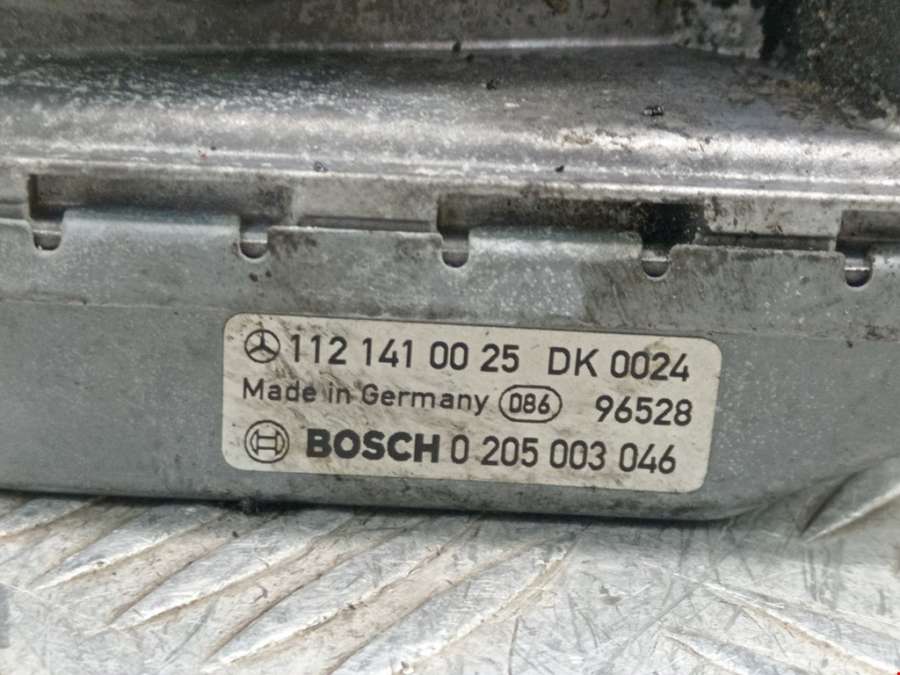 112 141 00 25 DK 0024
Made in Germany 086 96528
BOSCH 0 205 003 046